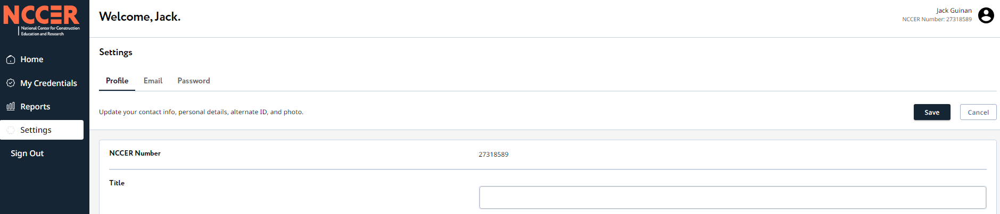 NCCER
National Center for Construction
Education and Research
Home
My Credentials
Reports
Settings
Sign Out
Welcome, Jack.
Jack Guinan
NCCER Number: 27318589
Settings
Profile Email Password
Update your contact info, personal details, alternate ID, and photo.
Save Cancel
NCCER Number 27318589
Title